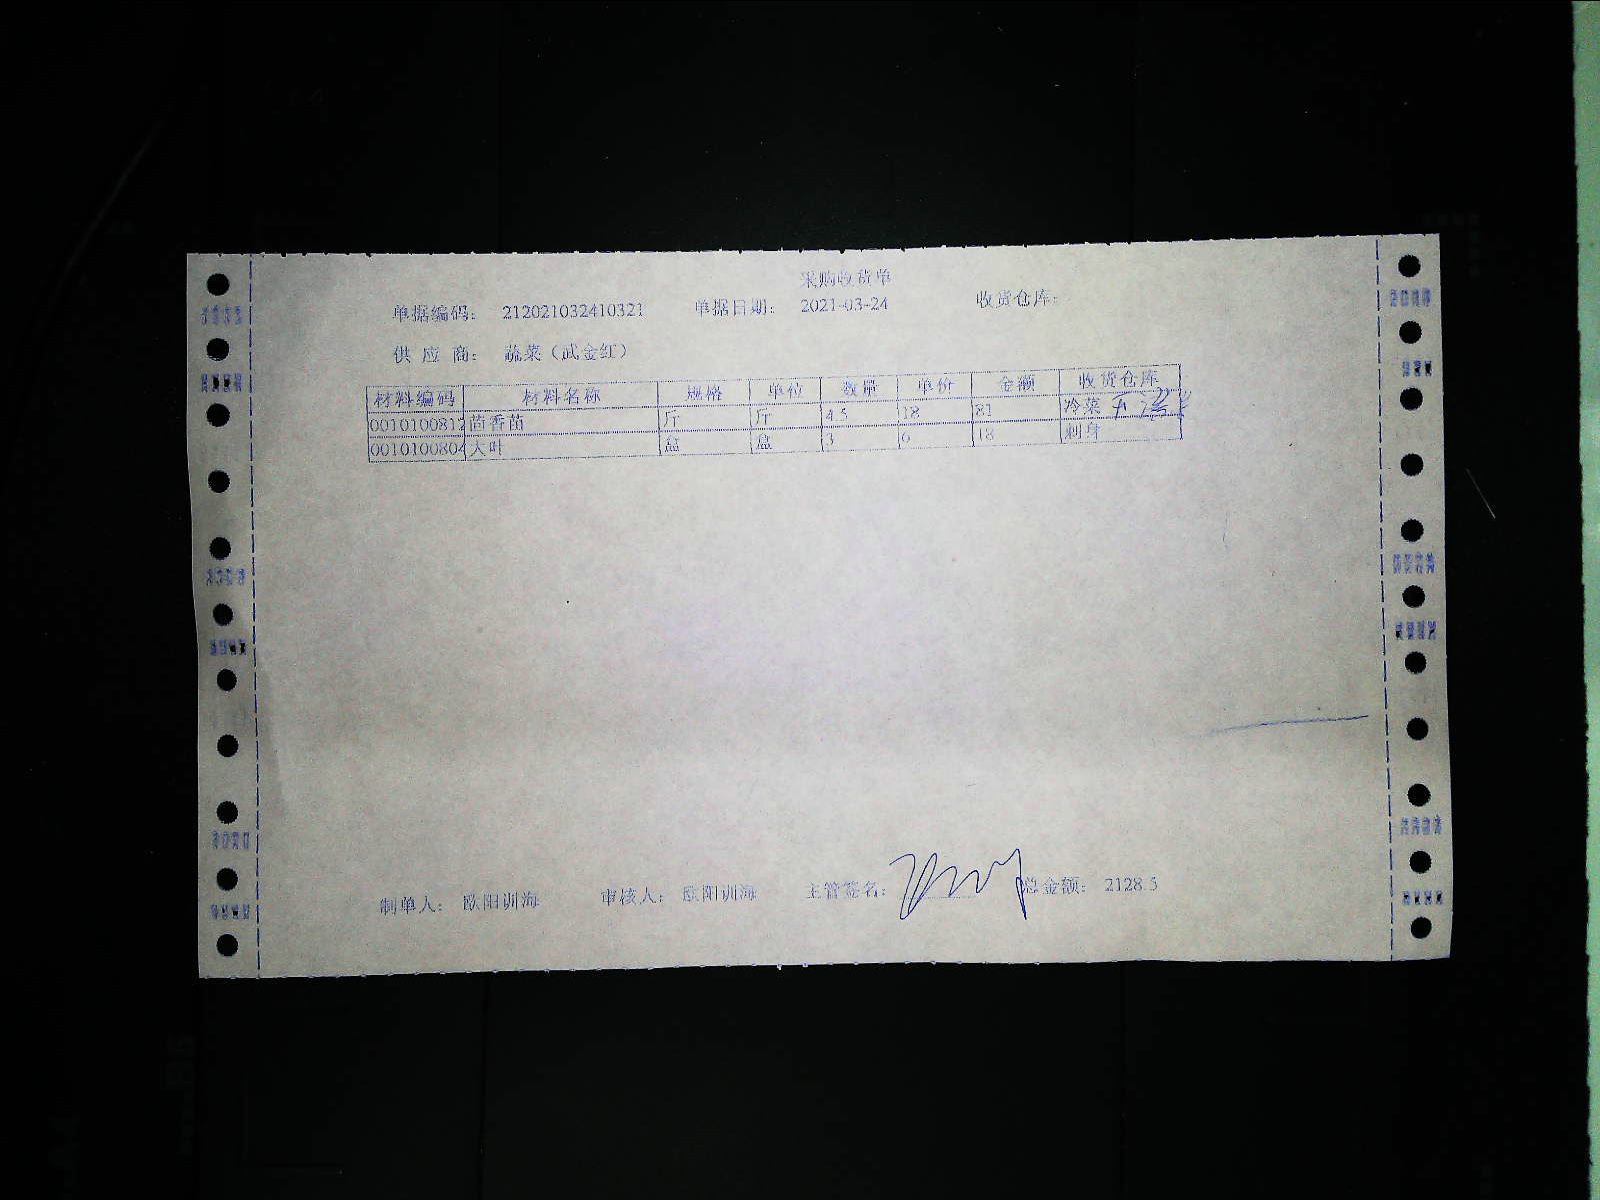 采购收货单
单据编码: 212021032410321 单据日期: 2021-03-24 收货仓库:
供应商: 蔬菜（武金红）
材料编码 材料名称 规格 单位 数量 单价 金额 收货仓库
0010100812 茴香苗 斤 斤 4.5 18 81 冷菜
0010100804 大叶 盒 盒 3 6 18 刺身
制单人: 欧阳训海 审核人: 欧阳训海 主管签名: 总金额: 2128.5